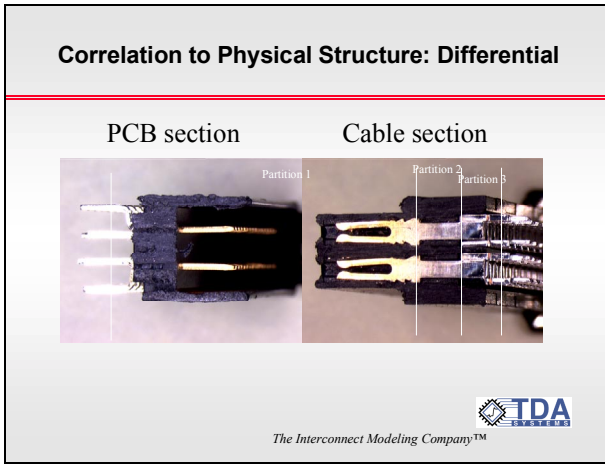 Correlation to Physical Structure: Differential
PCB section
Cable section
Partition 1
Partition 2
Partition 3
TDA
SYSTEMS
The Interconnect Modeling Company™